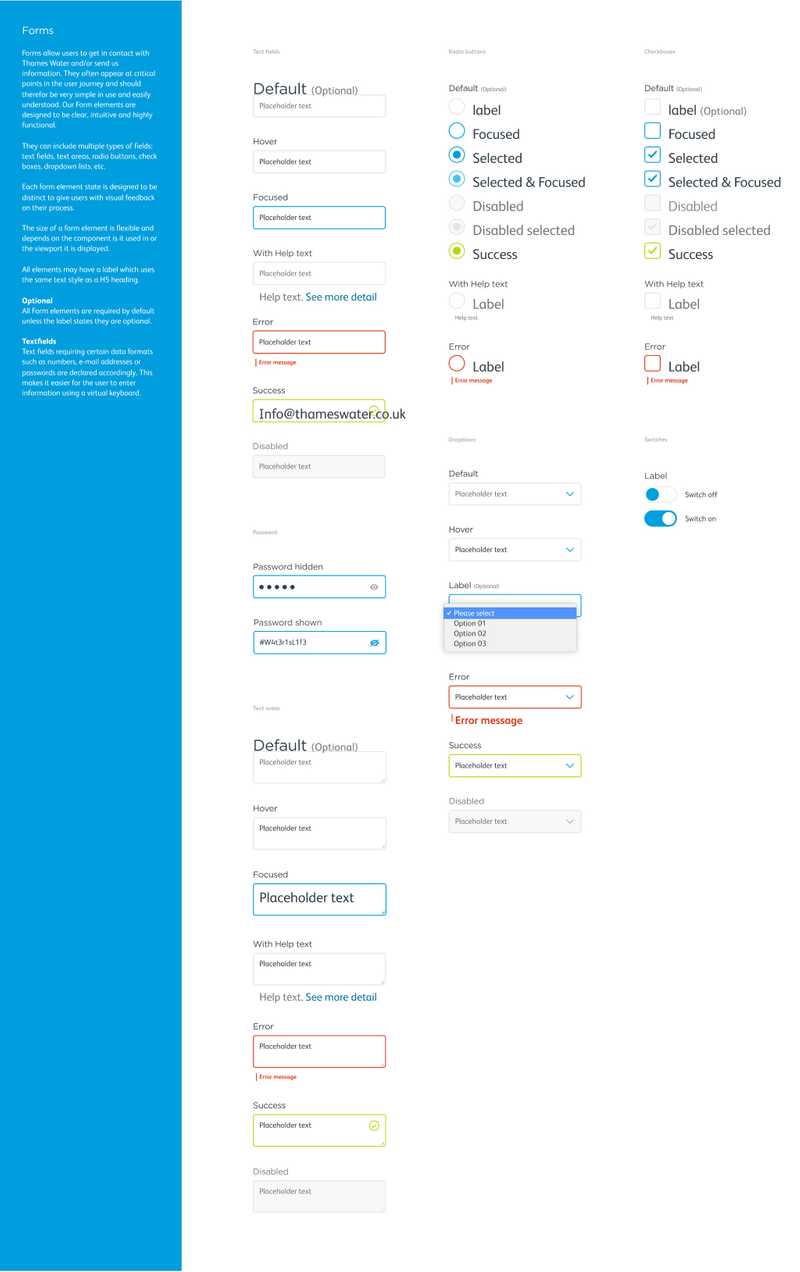 Forms
Forms allow users to get in contact with
Thames Water and/or send us
information. They often appear at critical
points in the user journey and should
therefor be very simple in use and easily
understood. Our Form elements are
designed to be clear, intuitive and highly
functional.
They can include multiple types of fields:
text fields, text areas, radio buttons, check
boxes, dropdown lists, etc.
Each form element state is designed to be
distinct to give users with visual feedback
on their process.
The size of a form element is flexible and
depends on the component is it used in or
the viewport it is displayed.
All elements may have a label which uses
the same text style as a H5 heading.
Optional
All Form elements are required by default
unless the label states they are optional.
Textfields
Text fields requiring certain data formats
such as numbers, e-mail addresses or
passwords are declared accordingly. This
makes it easier for the user to enter
information using a virtual keyboard.
Text fields
Default (Optional)
Placeholder text
Hover
Placeholder text
Focused
Placeholder text
With Help text
Placeholder text
Help text. See more detail
Error
Placeholder text
Error message
Success
Info@thameswater.co.uk
Disabled
Placeholder text
Password
Password hidden
Password shown
#W4t3r1sL1f3
Text areas
Default (Optional)
Placeholder text
Hover
Placeholder text
Focused
Placeholder text
With Help text
Placeholder text
Help text. See more detail
Error
Placeholder text
Error message
Success
Placeholder text
Disabled
Placeholder text
Radio buttons
Default (Optional)
label
Focused
Selected
Selected & Focused
Disabled
Disabled selected
Success
With Help text
Label
Help text
Error
Label
Error message
Dropdowns
Default
Placeholder text
Hover
Placeholder text
Label (Optional)
✓ Please select
Option 01
Option 02
Option 03
Error
Placeholder text
Error message
Success
Placeholder text
Disabled
Placeholder text
Checkboxes
Default (Optional)
label (Optional)
Focused
Selected
Selected & Focused
Disabled
Disabled selected
Success
With Help text
Label
Help text
Error
Label
Error message
Switches
Label
Switch off
Switch on